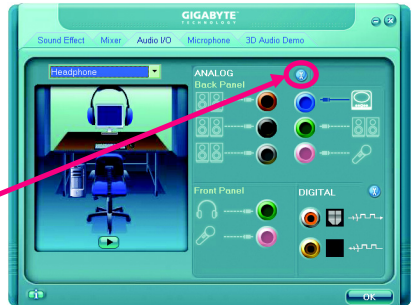 GIGABYTE
TECHNOLOGY
Sound Effect Mixer Audio I/O Microphone 3D Audio Demo
Headphone
ANALOG
Back Panel
Front Panel
DIGITAL
OK